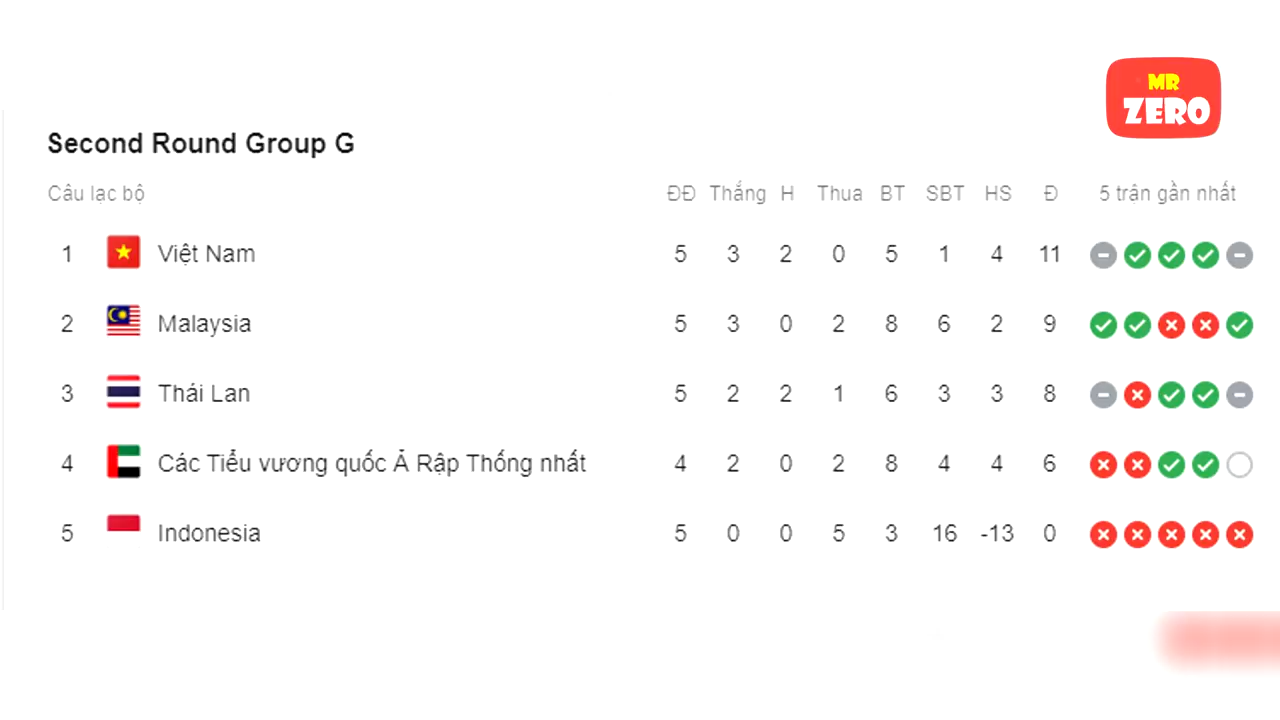 MR
ZERO
Second Round Group G
Câu lạc bộ ĐĐ Thắng H Thua BT SBT HS Đ 5 trận gần nhất
1 Việt Nam 5 3 2 0 5 1 4 11
2 Malaysia 5 3 0 2 8 6 2 9
3 Thái Lan 5 2 2 1 6 3 3 8
4 Các Tiểu vương quốc Ả Rập Thống nhất 4 2 0 2 8 4 4 6
5 Indonesia 5 0 0 5 3 16 -13 0